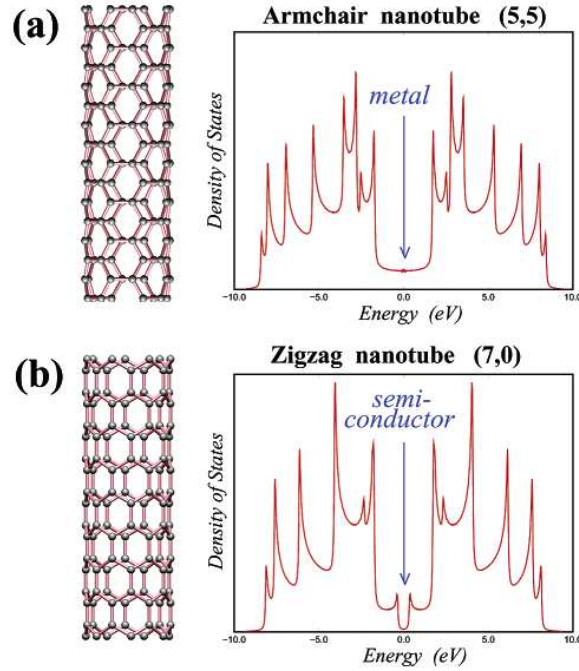 (a)
Armchair nanotube (5,5)
Density of States
metal
-10.0 -5.0 0.0 5.0 10.0
Energy (eV)
(b)
Zigzag nanotube (7,0)
Density of States
semi-
conductor
-10.0 -5.0 0.0 5.0 10.0
Energy (eV)